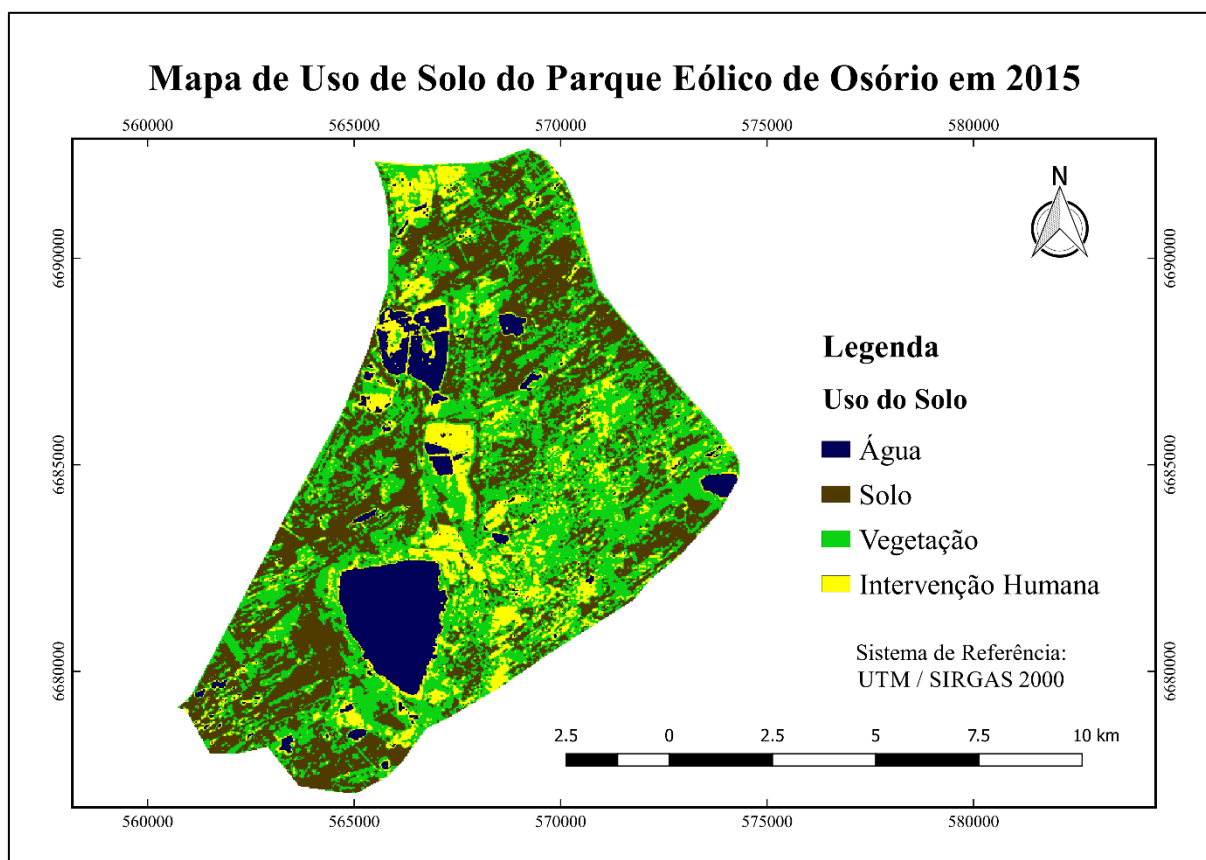 Mapa de Uso de Solo do Parque Eólico de Osório em 2015
560000 565000 570000 575000 580000
N
6690000 6690000
Legenda
Uso do Solo
Água
6685000 6685000
Solo
Vegetação
Intervenção Humana
Sistema de Referência:
UTM / SIRGAS 2000
6680000 6680000
2.5 0 2.5 5 7.5 10 km
560000 565000 570000 575000 580000